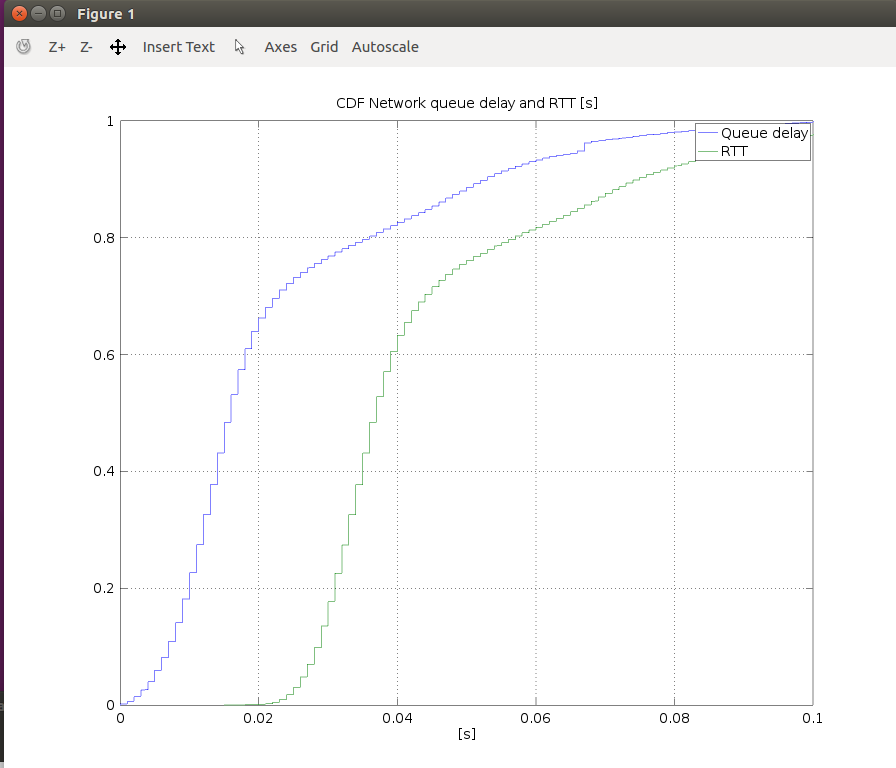 Figure 1
Z+ Z- Insert Text Axes Grid Autoscale
CDF Network queue delay and RTT [s]
1
Queue delay
RTT
0.8
0.6
0.4
0.2
0
0 0.02 0.04 0.06 0.08 0.1
[s]